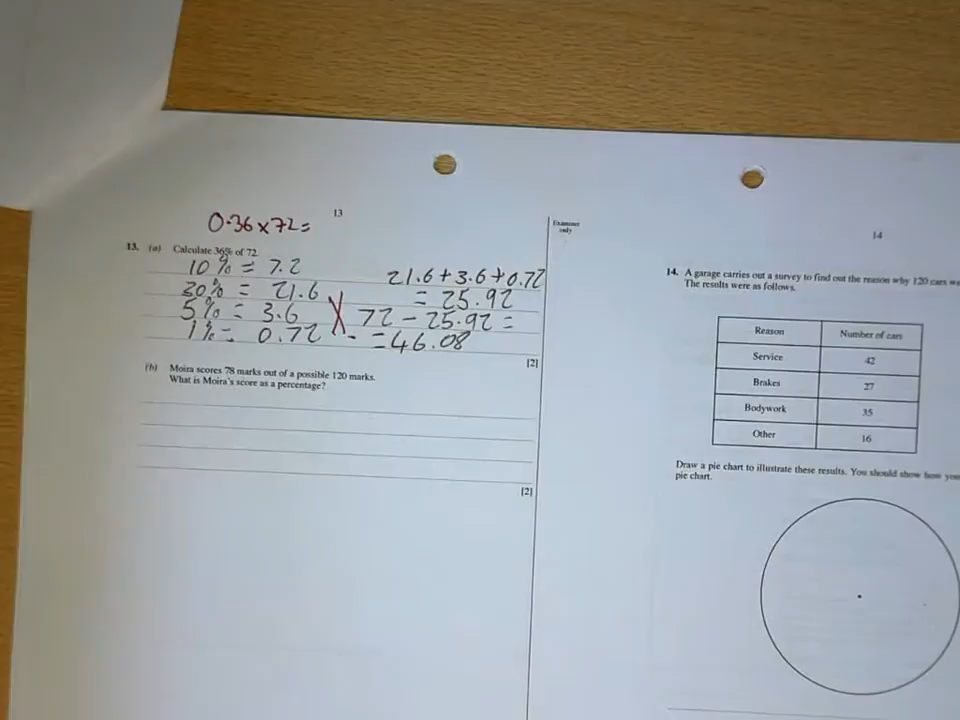 13
0.36 x 72 =
13. (a) Calculate 36% of 72
10% = 7.2
30% = 21.6
5% = 3.6
1% = 0.72
21.6 + 3.6 + 0.72
= 25.92
72 - 25.92 =
= 46.08
[2]
(b) Moira scores 78 marks out of a possible 120 marks.
What is Moira's score as a percentage?
[2]
Examiner
only
14
14. A garage carries out a survey to find out the reason why 120 cars we
The results were as follows.
Reason Number of cars
Service 42
Brakes 27
Bodywork 35
Other 16
Draw a pie chart to illustrate these results. You should show how you
pie chart.